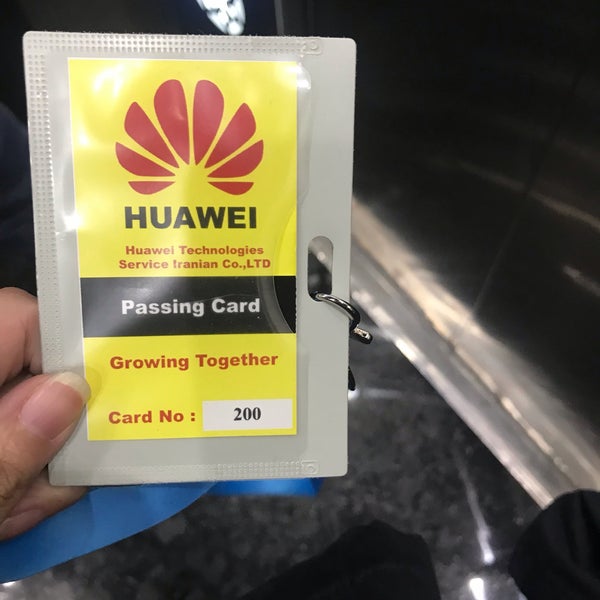 HUAWEI
Huawei Technologies
Service Iranian Co.,LTD
Passing Card
Growing Together
Card No : 200